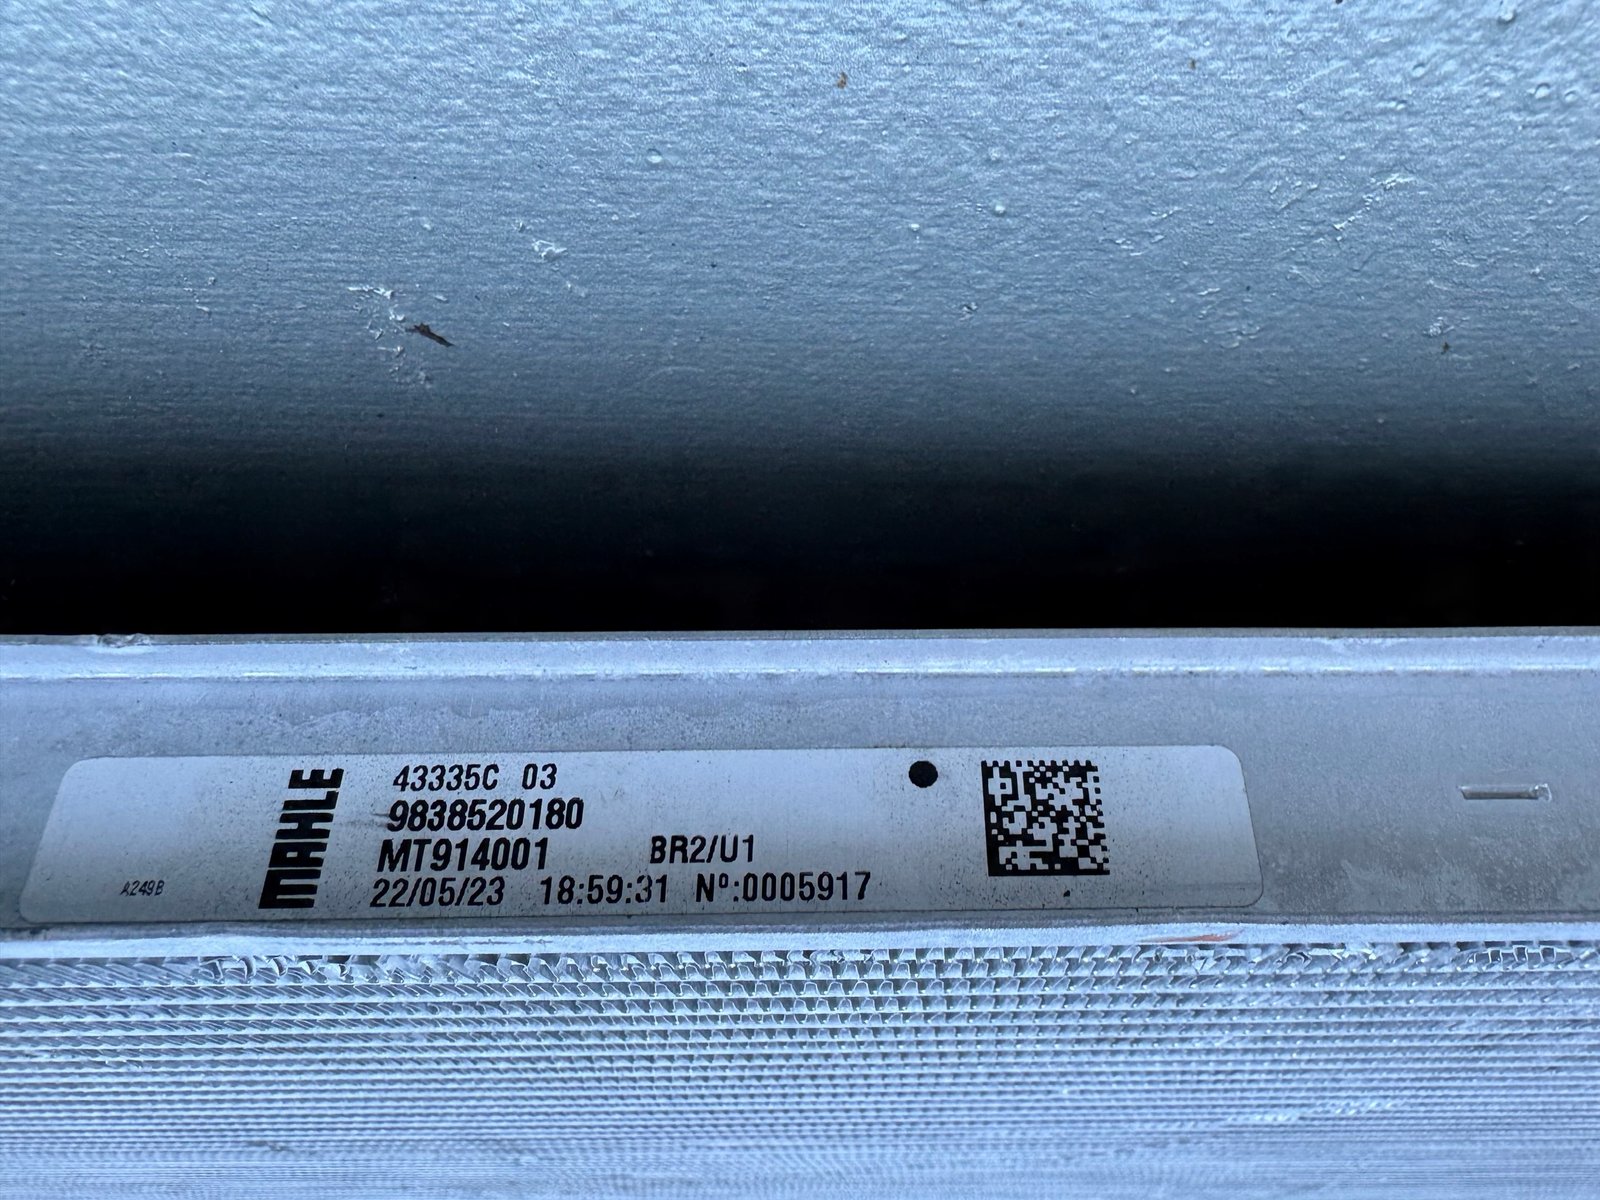 MAHLE
43335C 03
9838520180
MT914001 BR2/U1
22/05/23 18:59:31 Nº:0005917
A249B